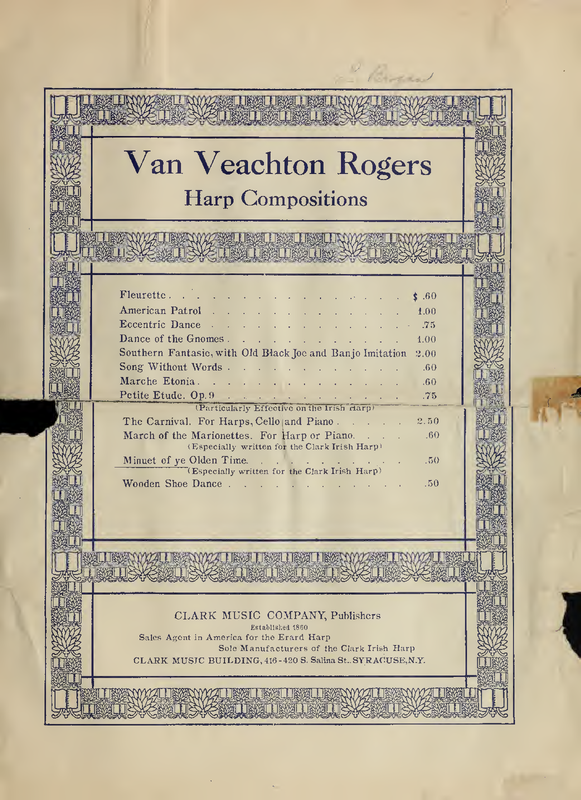 Van Veachton Rogers
Harp Compositions
Fleurette . . . . . . . . . . . . . . . $ .60
American Patrol . . . . . . . . . . . . . 1.00
Eccentric Dance . . . . . . . . . . . . . .75
Dance of the Gnomes . . . . . . . . . . . . 1.00
Southern Fantasie, with Old Black Joe and Banjo Imitation 2.00
Song Without Words . . . . . . . . . . . . .60
Marche Etonia . . . . . . . . . . . . . . .60
Petite Etude. Op. 9 . . . . . . . . . . . . .75
(Particularly Effective on the Irish Harp)
The Carnival. For Harps, Cello and Piano . . . . . 2.50
March of the Marionettes. For Harp or Piano. . . . .60
(Especially written for the Clark Irish Harp)
Minuet of ye Olden Time. . . . . . . . . . .50
(Especially written for the Clark Irish Harp)
Wooden Shoe Dance . . . . . . . . . . . . .50
CLARK MUSIC COMPANY, Publishers
Established 1860
Sales Agent in America for the Erard Harp
Sole Manufacturers of the Clark Irish Harp
CLARK MUSIC BUILDING, 416-420 S. Salina St.. SYRACUSE, N.Y.